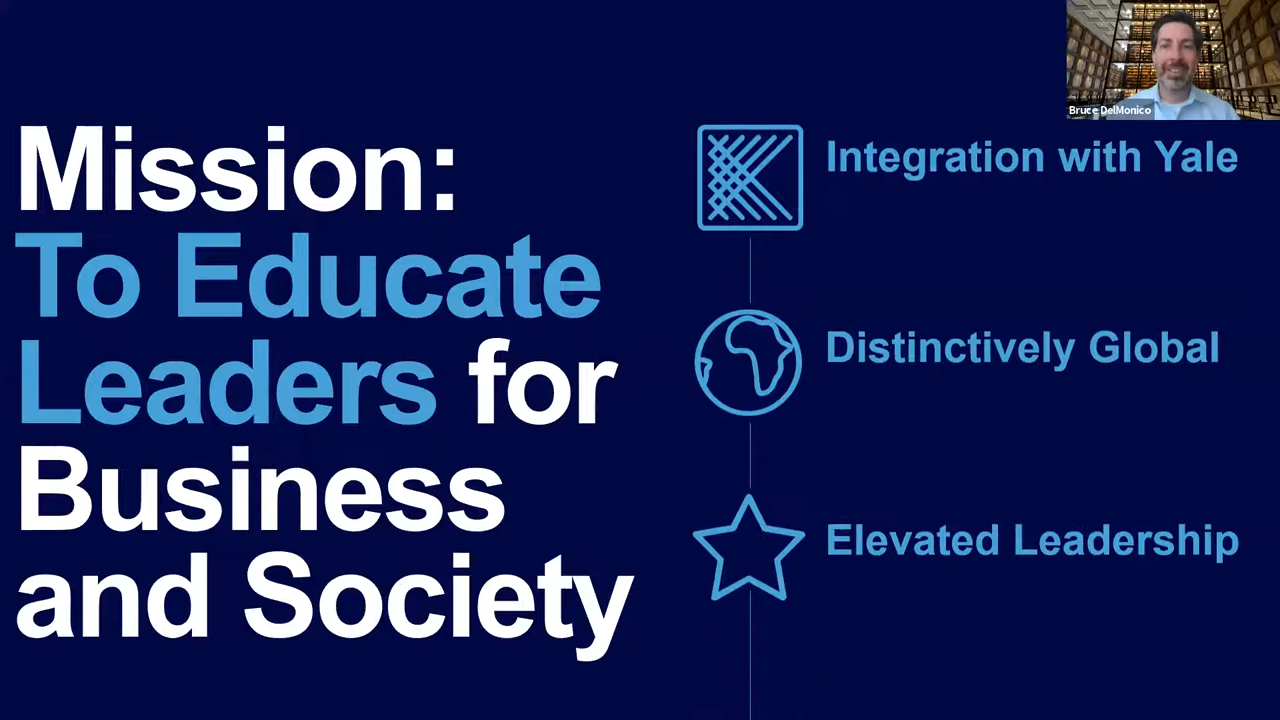 Mission:
To Educate
Leaders for
Business
and Society
Integration with Yale
Distinctively Global
Elevated Leadership
Bruce DelMonico